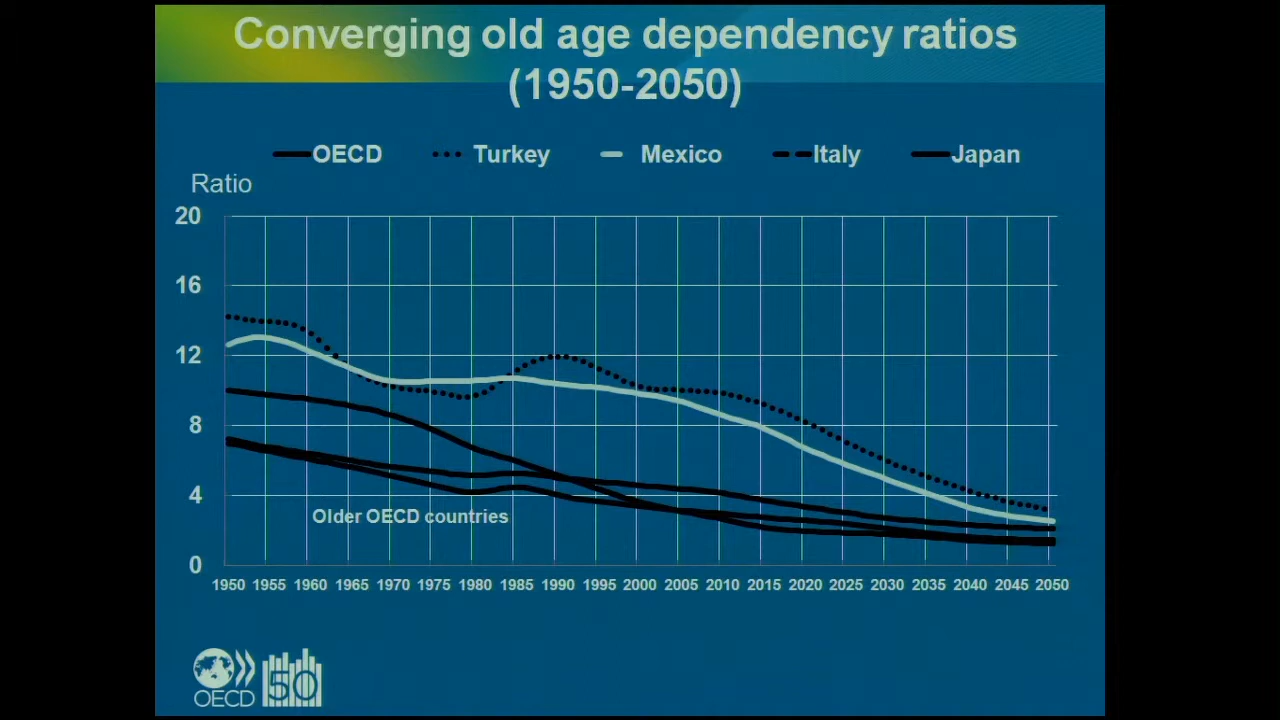 Converging old age dependency ratios
(1950-2050)
OECD Turkey Mexico Italy Japan
Ratio
20
16
12
8
4
0
Older OECD countries
1950 1955 1960 1965 1970 1975 1980 1985 1990 1995 2000 2005 2010 2015 2020 2025 2030 2035 2040 2045 2050
OECD 50